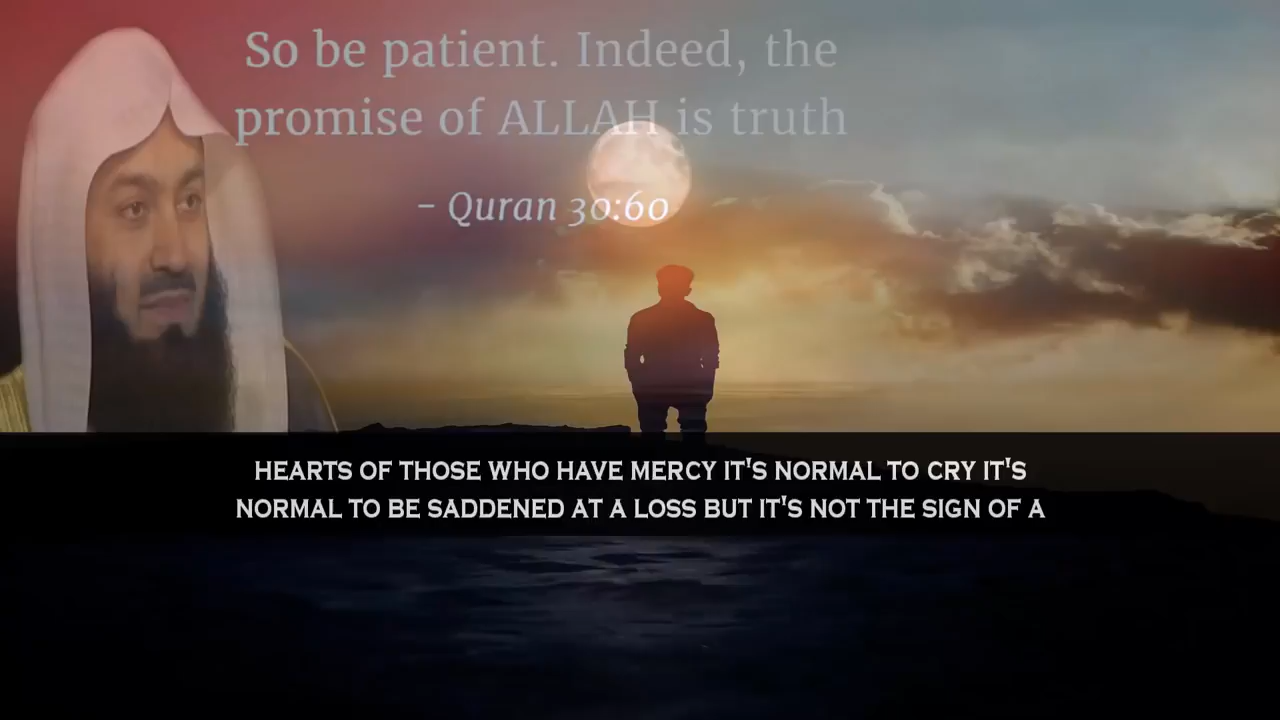 So be patient. Indeed, the
promise of ALLAH is truth
– Quran 30:60
HEARTS OF THOSE WHO HAVE MERCY IT'S NORMAL TO CRY IT'S
NORMAL TO BE SADDENED AT A LOSS BUT IT'S NOT THE SIGN OF A